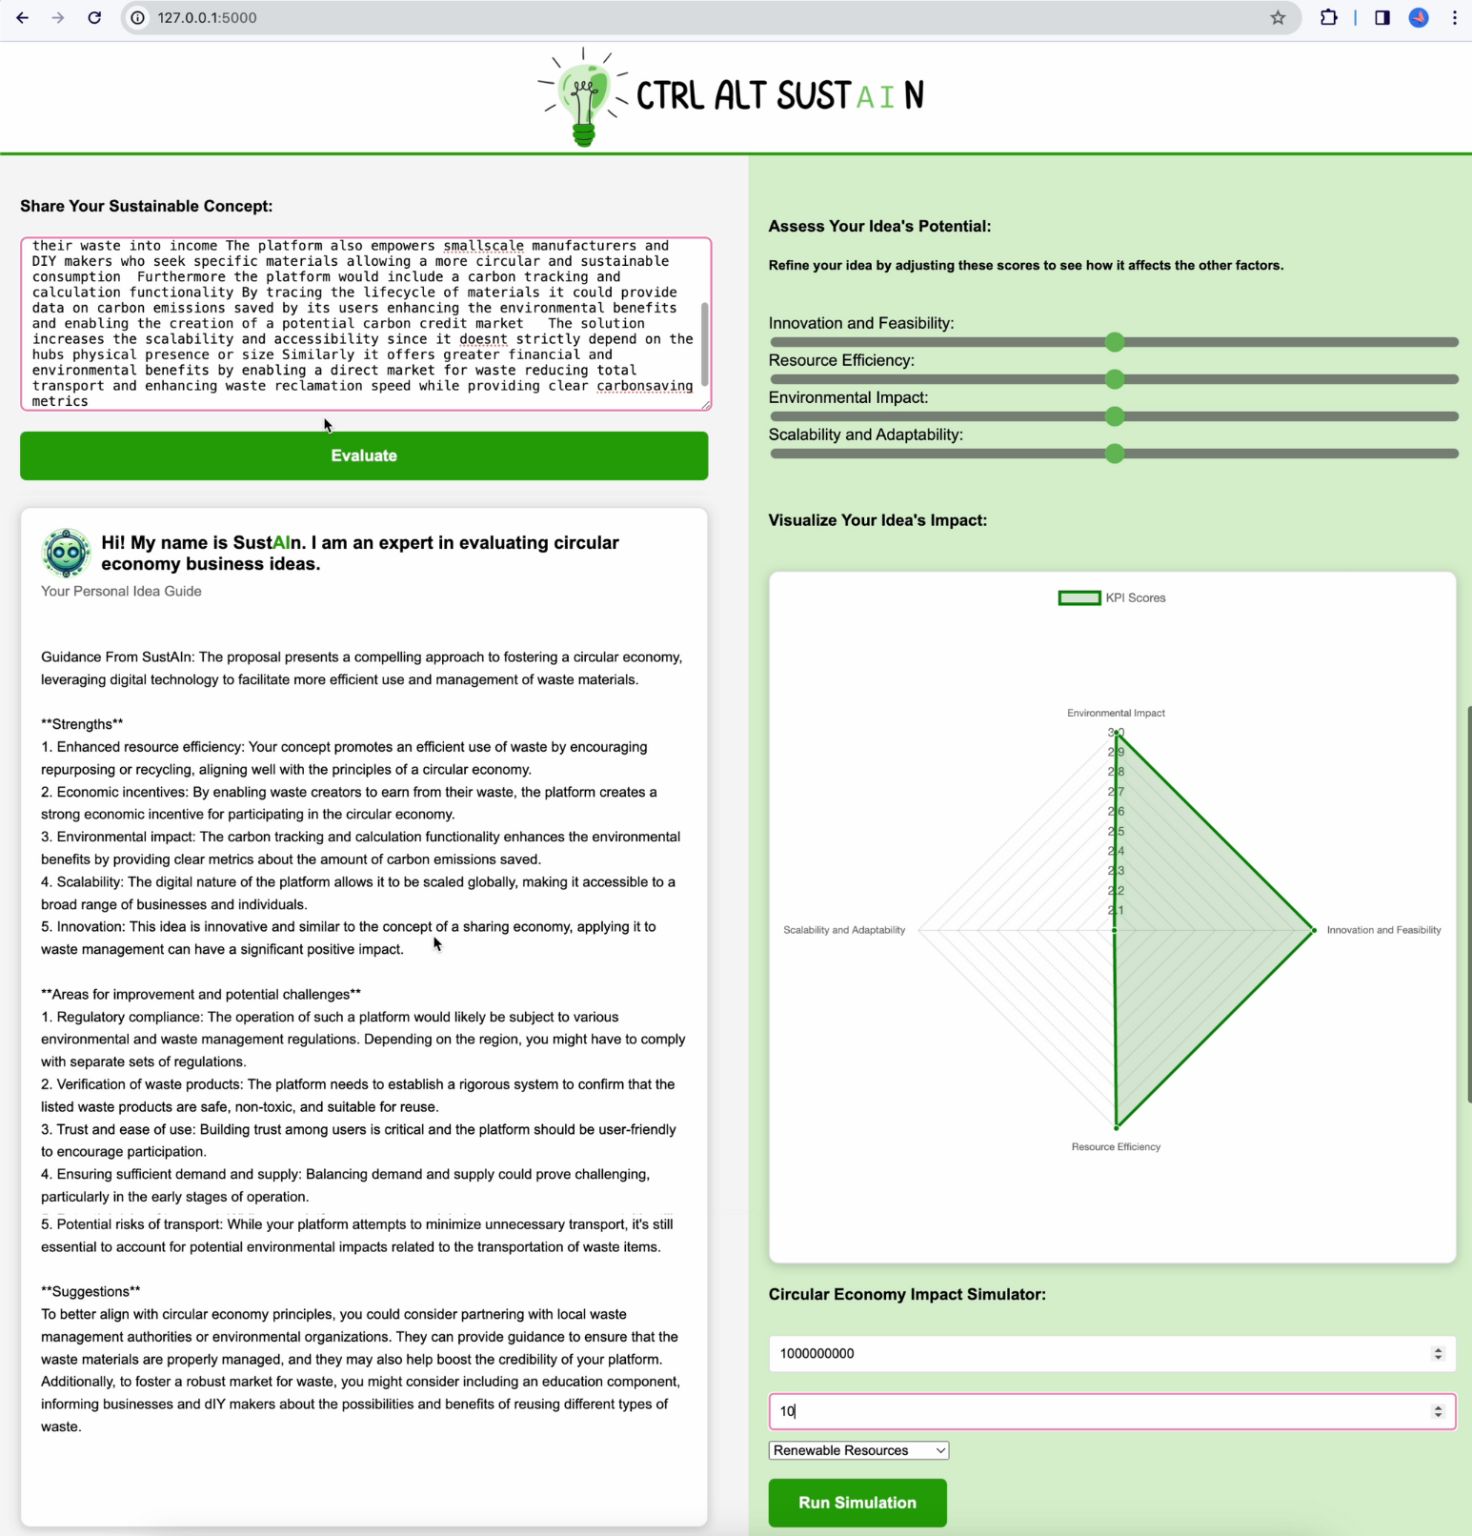 127.0.0.1:5000
CTRL ALT SUSTAIN
Share Your Sustainable Concept:
their waste into income The platform also empowers smallscale manufacturers and
DIY makers who seek specific materials allowing a more circular and sustainable
consumption  Furthermore the platform would include a carbon tracking and
calculation functionality By tracing the lifecycle of materials it could provide
data on carbon emissions saved by its users enhancing the environmental benefits
and enabling the creation of a potential carbon credit market   The solution
increases the scalability and accessibility since it doesnt strictly depend on the
hubs physical presence or size Similarly it offers greater financial and
environmental benefits by enabling a direct market for waste reducing total
transport and enhancing waste reclamation speed while providing clear carbonsaving
metrics
Evaluate
Hi! My name is SustAIn. I am an expert in evaluating circular
economy business ideas.
Your Personal Idea Guide
Guidance From SustAIn: The proposal presents a compelling approach to fostering a circular economy,
leveraging digital technology to facilitate more efficient use and management of waste materials.
**Strengths**
1. Enhanced resource efficiency: Your concept promotes an efficient use of waste by encouraging
repurposing or recycling, aligning well with the principles of a circular economy.
2. Economic incentives: By enabling waste creators to earn from their waste, the platform creates a
strong economic incentive for participating in the circular economy.
3. Environmental impact: The carbon tracking and calculation functionality enhances the environmental
benefits by providing clear metrics about the amount of carbon emissions saved.
4. Scalability: The digital nature of the platform allows it to be scaled globally, making it accessible to a
broad range of businesses and individuals.
5. Innovation: This idea is innovative and similar to the concept of a sharing economy, applying it to
waste management can have a significant positive impact.
**Areas for improvement and potential challenges**
1. Regulatory compliance: The operation of such a platform would likely be subject to various
environmental and waste management regulations. Depending on the region, you might have to comply
with separate sets of regulations.
2. Verification of waste products: The platform needs to establish a rigorous system to confirm that the
listed waste products are safe, non-toxic, and suitable for reuse.
3. Trust and ease of use: Building trust among users is critical and the platform should be user-friendly
to encourage participation.
4. Ensuring sufficient demand and supply: Balancing demand and supply could prove challenging,
particularly in the early stages of operation.
5. Potential risks of transport: While your platform attempts to minimize unnecessary transport, it's still
essential to account for potential environmental impacts related to the transportation of waste items.
**Suggestions**
To better align with circular economy principles, you could consider partnering with local waste
management authorities or environmental organizations. They can provide guidance to ensure that the
waste materials are properly managed, and they may also help boost the credibility of your platform.
Additionally, to foster a robust market for waste, you might consider including an education component,
informing businesses and dIY makers about the possibilities and benefits of reusing different types of
waste.
Assess Your Idea's Potential:
Refine your idea by adjusting these scores to see how it affects the other factors.
Innovation and Feasibility:
Resource Efficiency:
Environmental Impact:
Scalability and Adaptability:
Visualize Your Idea's Impact:
KPI Scores
Environmental Impact
3.0
2.9
2.8
2.7
2.6
2.5
2.4
2.3
2.2
2.1
Scalability and Adaptability
Innovation and Feasibility
Resource Efficiency
Circular Economy Impact Simulator:
1000000000
10
Renewable Resources
Run Simulation